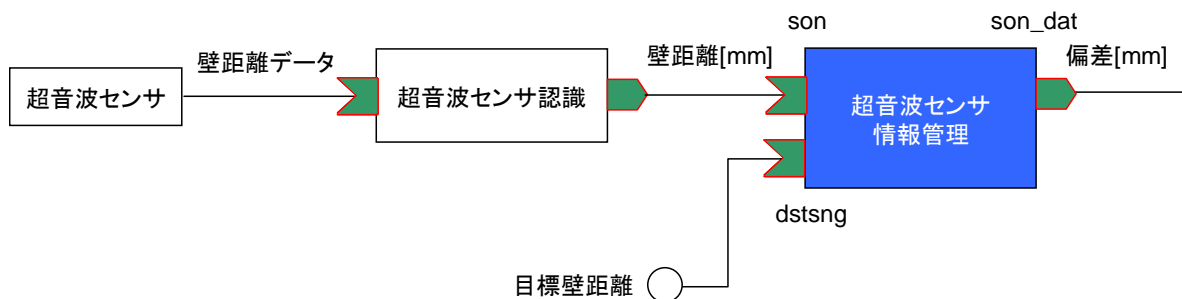 son
son_dat
壁距離データ
壁距離[mm]
偏差[mm]
超音波センサ
超音波センサ認識
超音波センサ
情報管理
dstsng
目標壁距離